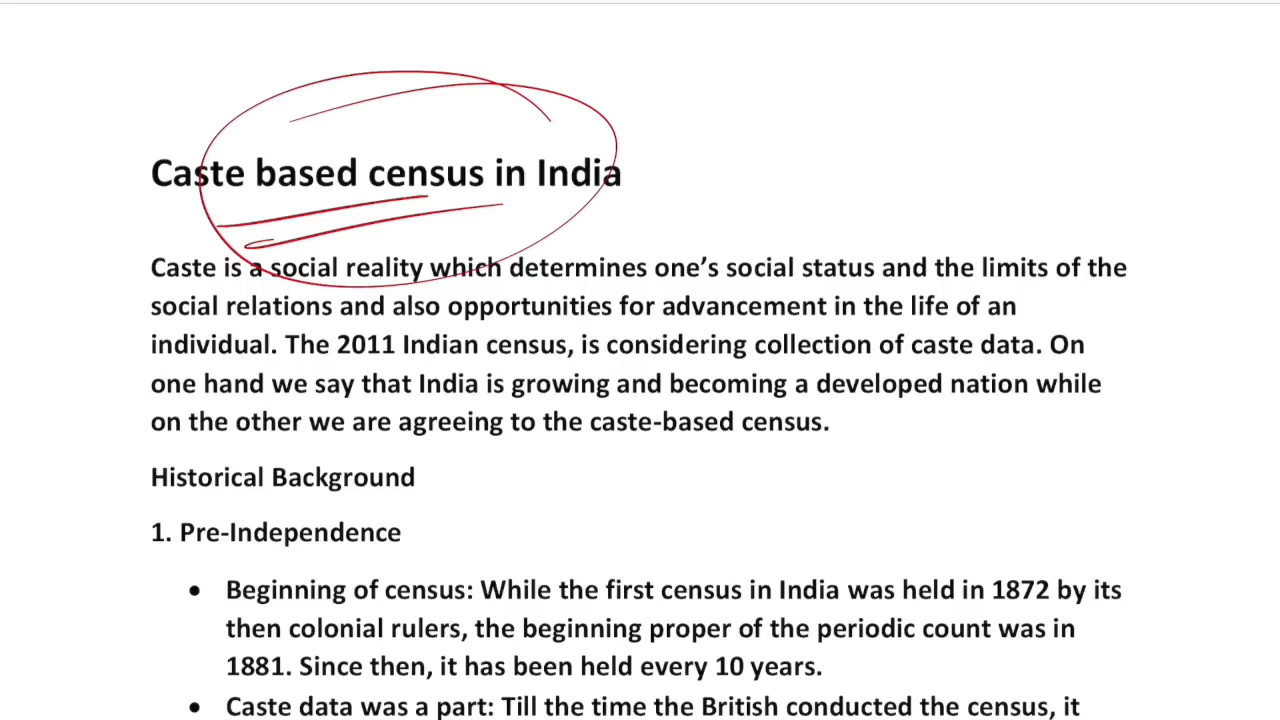 Caste based census in India
Caste is a social reality which determines one’s social status and the limits of the
social relations and also opportunities for advancement in the life of an
individual. The 2011 Indian census, is considering collection of caste data. On
one hand we say that India is growing and becoming a developed nation while
on the other we are agreeing to the caste-based census.
Historical Background
1. Pre-Independence
• Beginning of census: While the first census in India was held in 1872 by its
then colonial rulers, the beginning proper of the periodic count was in
1881. Since then, it has been held every 10 years.
• Caste data was a part: Till the time the British conducted the census, it